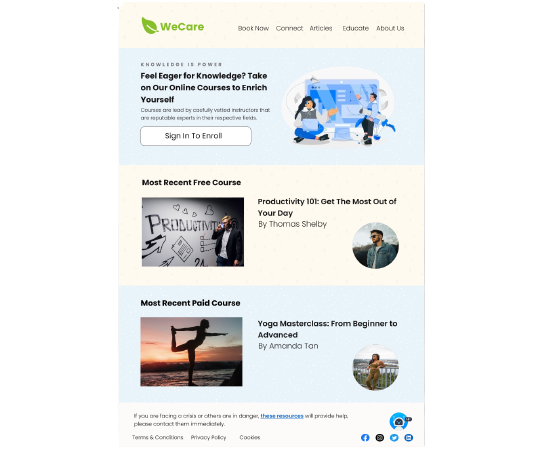 WeCare
Book Now Connect Articles Educate About Us
KNOWLEDGE IS POWER
Feel Eager for Knowledge? Take
on Our Online Courses to Enrich
Yourself
Courses are lead by carefully vetted instructors that
are reputable experts in their respective fields.
Sign In To Enroll
Most Recent Free Course
PRODUCTIVITY
Productivity 101: Get The Most Out of
Your Day
By Thomas Shelby
Most Recent Paid Course
Yoga Masterclass: From Beginner to
Advanced
By Amanda Tan
If you are facing a crisis or others are in danger, these resources will provide help,
please contact them immediately.
Terms & Conditions Privacy Policy Cookies